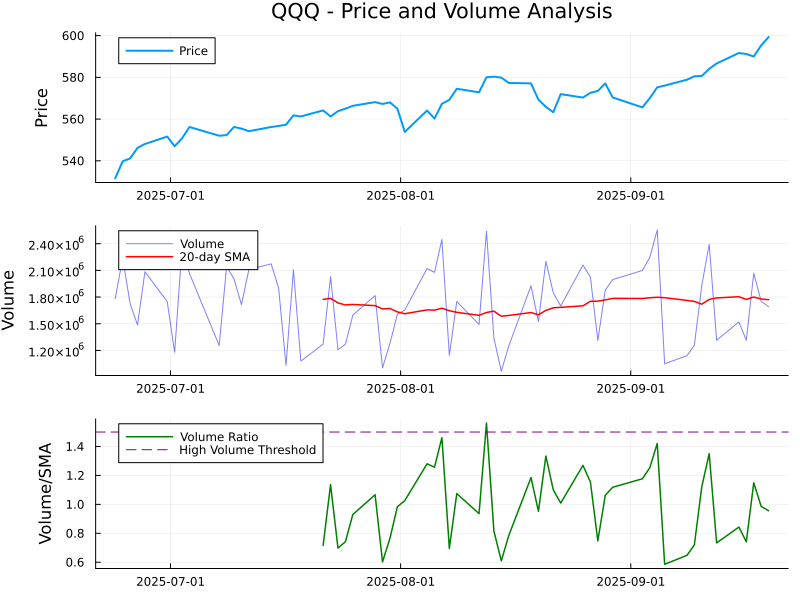 QQQ - Price and Volume Analysis
Price
600
580
560
540
Price
2025-07-01
2025-08-01
2025-09-01
Volume
20-day SMA
2.40×10⁶
2.10×10⁶
1.80×10⁶
1.50×10⁶
1.20×10⁶
Volume
2025-07-01
2025-08-01
2025-09-01
Volume Ratio
High Volume Threshold
1.4
1.2
1.0
0.8
0.6
Volume/SMA
2025-07-01
2025-08-01
2025-09-01